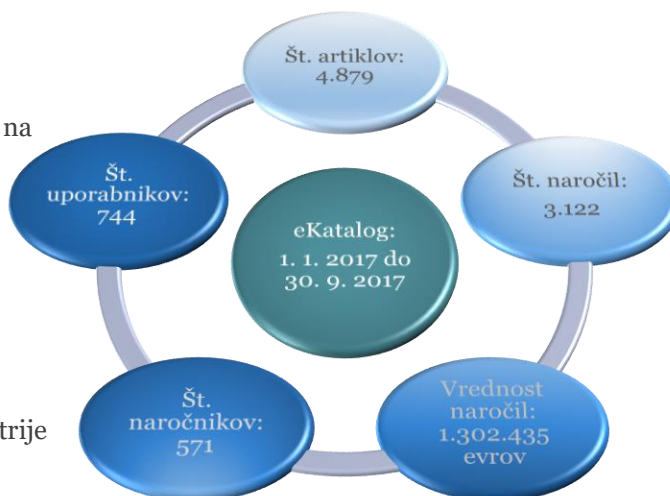 Št. artiklov:
4.879
na
Št.
uporabnikov:
744
Št. naročil:
3.122
eKatalog:
1. 1. 2017 do
30. 9. 2017
Št.
naročnikov:
571
trije
Vrednost
naročil:
1.302.435
evrov